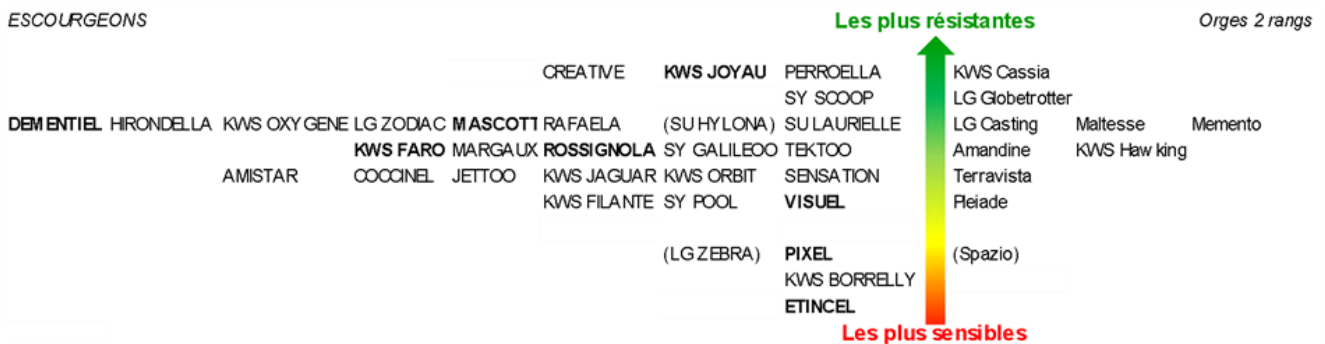 ESCOURGEONS Les plus résistantes Orges 2 rangs
CREATIVE KWS JOYAU PERROELLA KWS Cassia
SY SCOOP LG Globetrotter
DEMENTIEL HIRONDELLA KWS OXYGENE LG ZODIAC MASCOTT RAFAELA (SU HYLONA) SU LAURIELLE LG Casting Maltesse Memento
KWS FARO MARGAUX ROSSIGNOLA SY GALILEOO TEKTOO Amandine KWS Hawking
AMISTAR COCCINEL JETTOO KWS JAGUAR KWS ORBIT SENSATION Terravista
KWS FILANTE SY POOL VISUEL Pleiade
(LG ZEBRA) PIXEL (Spazio)
KWS BORRELLY
ETINCEL
Les plus sensibles